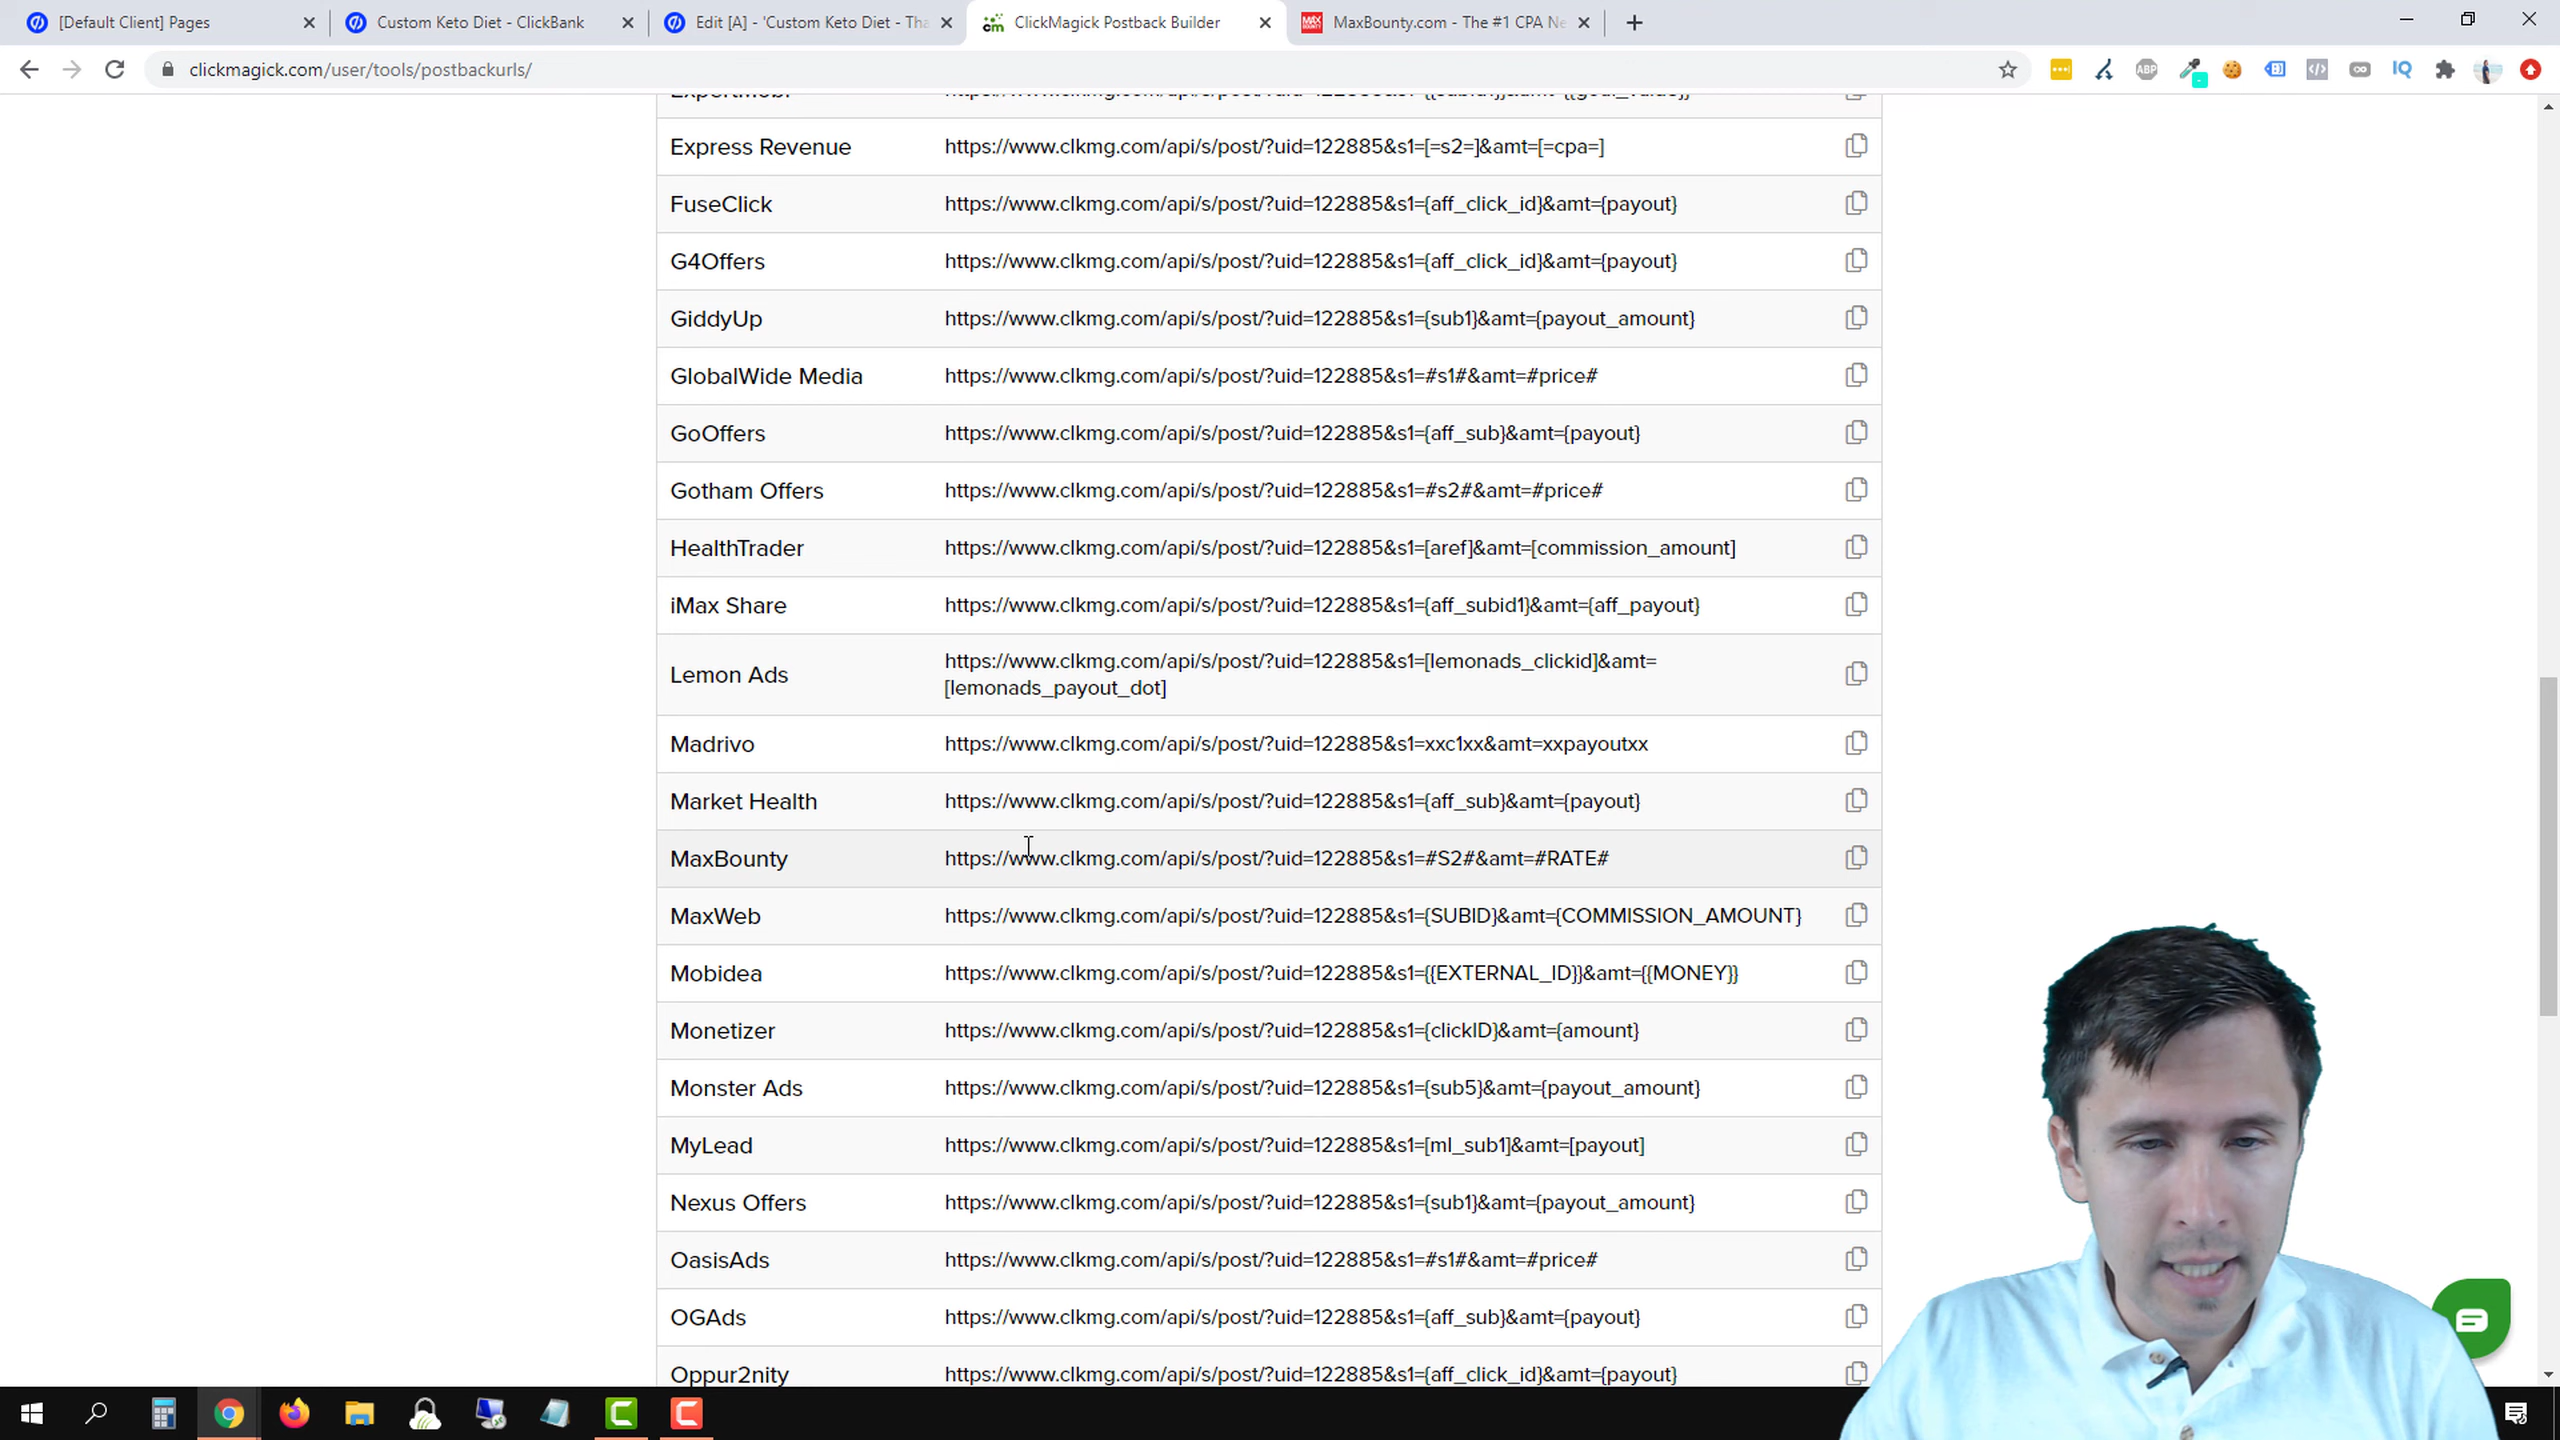 [Default Client] Pages
Custom Keto Diet - ClickBank
Edit [A] - 'Custom Keto Diet - Tha
ClickMagick Postback Builder
MaxBounty.com - The #1 CPA Ne
clickmagick.com/user/tools/postbackurls/
Express Revenue https://www.clkmg.com/api/s/post/?uid=122885&s1=[=s2=]&amt=[=cpa=]
FuseClick https://www.clkmg.com/api/s/post/?uid=122885&s1={aff_click_id}&amt={payout}
G4Offers https://www.clkmg.com/api/s/post/?uid=122885&s1={aff_click_id}&amt={payout}
GiddyUp https://www.clkmg.com/api/s/post/?uid=122885&s1={sub1}&amt={payout_amount}
GlobalWide Media https://www.clkmg.com/api/s/post/?uid=122885&s1=#s1#&amt=#price#
GoOffers https://www.clkmg.com/api/s/post/?uid=122885&s1={aff_sub}&amt={payout}
Gotham Offers https://www.clkmg.com/api/s/post/?uid=122885&s1=#s2#&amt=#price#
HealthTrader https://www.clkmg.com/api/s/post/?uid=122885&s1=[aref]&amt=[commission_amount]
iMax Share https://www.clkmg.com/api/s/post/?uid=122885&s1={aff_subid1}&amt={aff_payout}
Lemon Ads https://www.clkmg.com/api/s/post/?uid=122885&s1=[lemonads_clickid]&amt=
[lemonads_payout_dot]
Madrivo https://www.clkmg.com/api/s/post/?uid=122885&s1=xxc1xx&amt=xxpayoutxx
Market Health https://www.clkmg.com/api/s/post/?uid=122885&s1={aff_sub}&amt={payout}
MaxBounty https://www.clkmg.com/api/s/post/?uid=122885&s1=#S2#&amt=#RATE#
MaxWeb https://www.clkmg.com/api/s/post/?uid=122885&s1={SUBID}&amt={COMMISSION_AMOUNT}
Mobidea https://www.clkmg.com/api/s/post/?uid=122885&s1={{EXTERNAL_ID}}&amt={{MONEY}}
Monetizer https://www.clkmg.com/api/s/post/?uid=122885&s1={clickID}&amt={amount}
Monster Ads https://www.clkmg.com/api/s/post/?uid=122885&s1={sub5}&amt={payout_amount}
MyLead https://www.clkmg.com/api/s/post/?uid=122885&s1=[ml_sub1]&amt=[payout]
Nexus Offers https://www.clkmg.com/api/s/post/?uid=122885&s1={sub1}&amt={payout_amount}
OasisAds https://www.clkmg.com/api/s/post/?uid=122885&s1=#s1#&amt=#price#
OGAds https://www.clkmg.com/api/s/post/?uid=122885&s1={aff_sub}&amt={payout}
Oppur2nity https://www.clkmg.com/api/s/post/?uid=122885&s1={aff_click_id}&amt={payout}